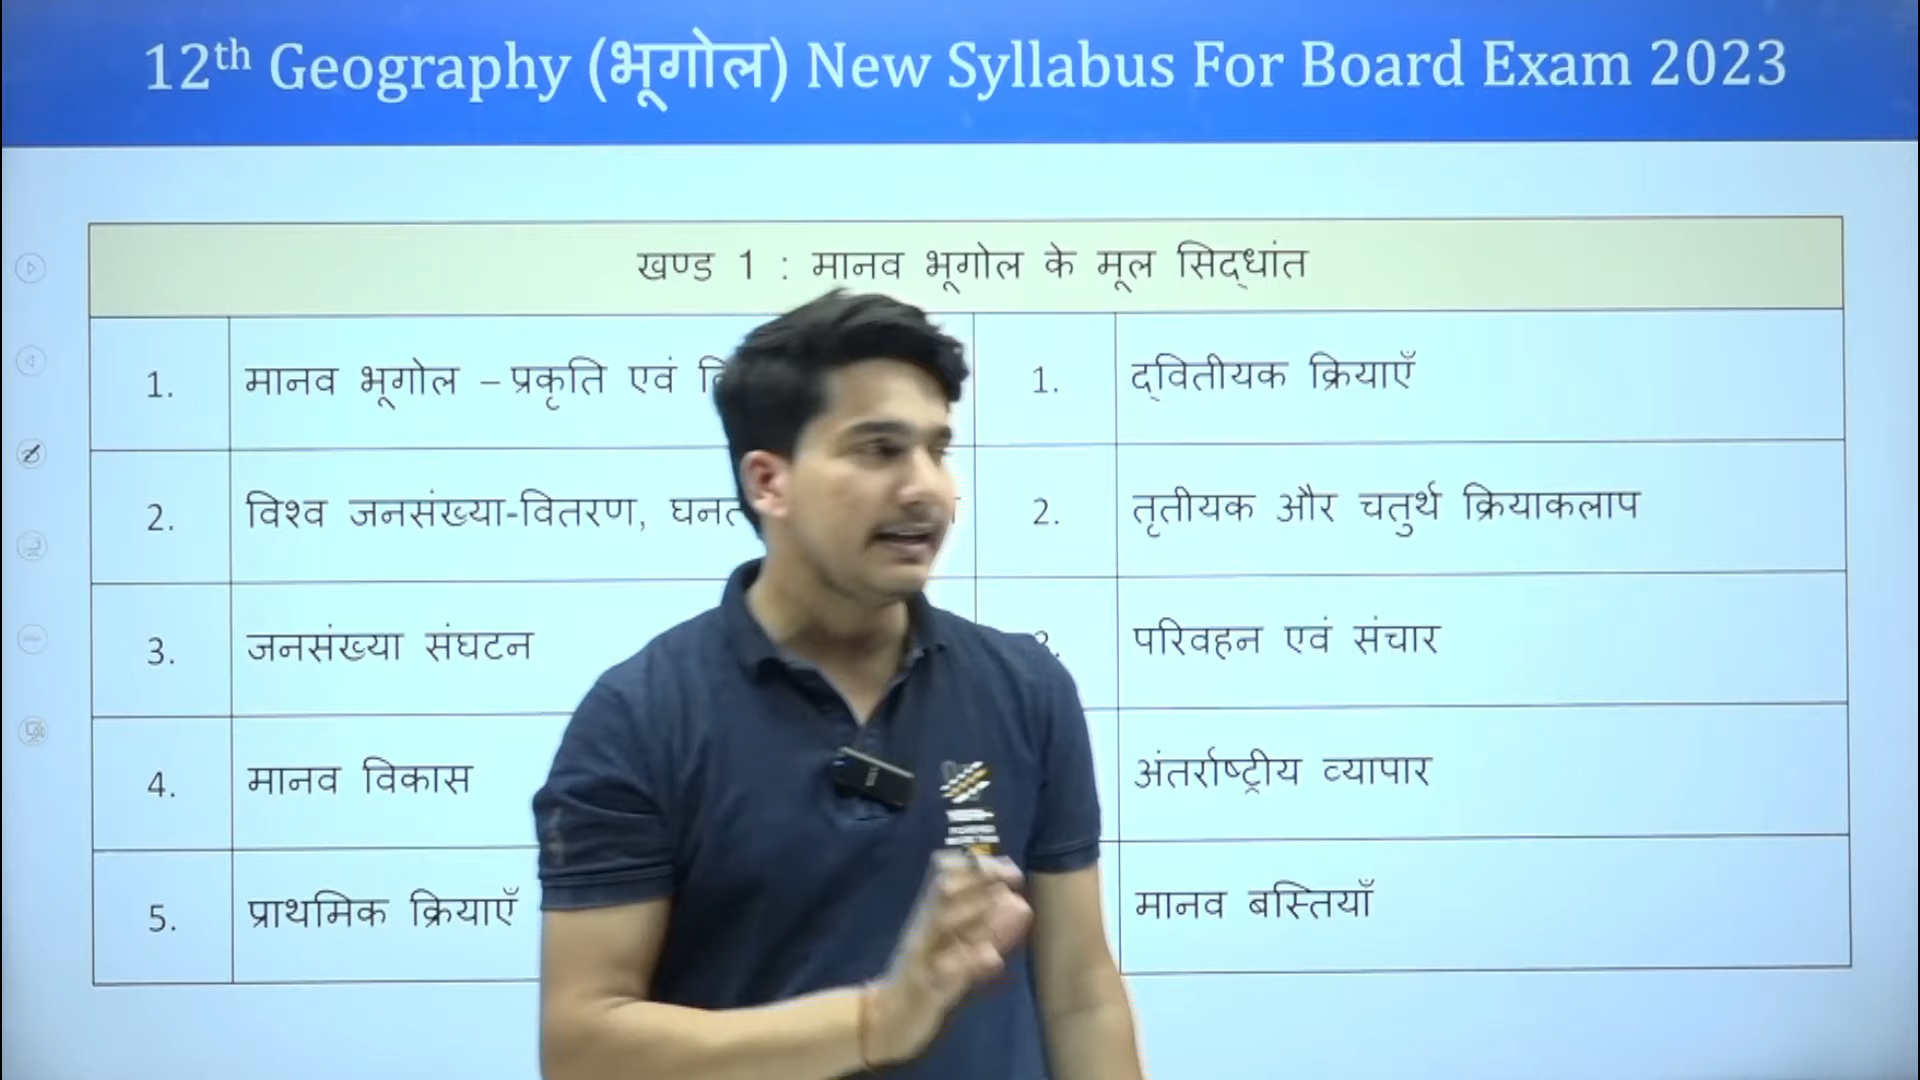 12th Geography (भूगोल) New Syllabus For Board Exam 2023
खण्ड 1 : मानव भूगोल के मूल सिद्धांत
1. मानव भूगोल – प्रकृति एवं
1. द्वितीयक क्रियाएँ
2. विश्व जनसंख्या-वितरण,
2. तृतीयक और चतुर्थ क्रियाकलाप
3. जनसंख्या संघटन
परिवहन एवं संचार
4. मानव विकास
अंतर्राष्ट्रीय व्यापार
5. प्राथमिक क्रियाएँ
मानव बस्तियाँ